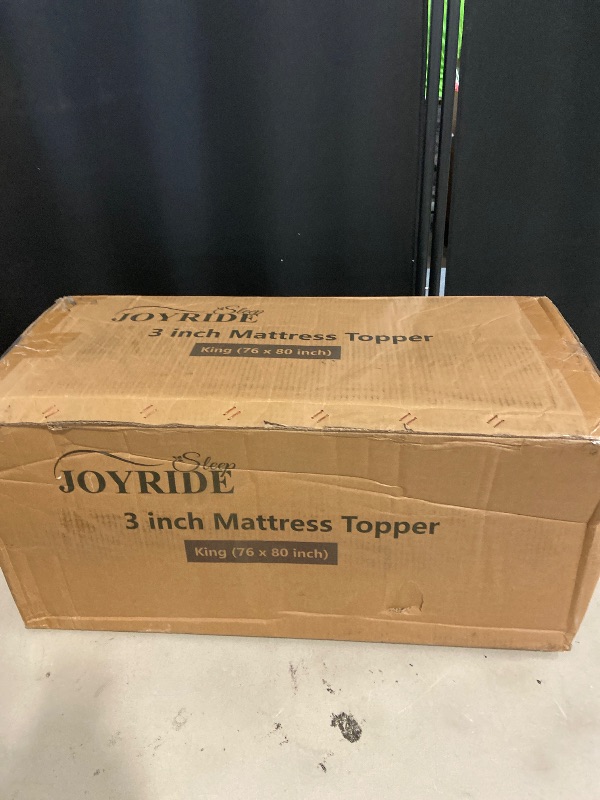 Sleep
JOYRIDE
3 inch Mattress Topper
King (76 x 80 inch)
Sleep
JOYRIDE
3 inch Mattress Topper
King (76 x 80 inch)